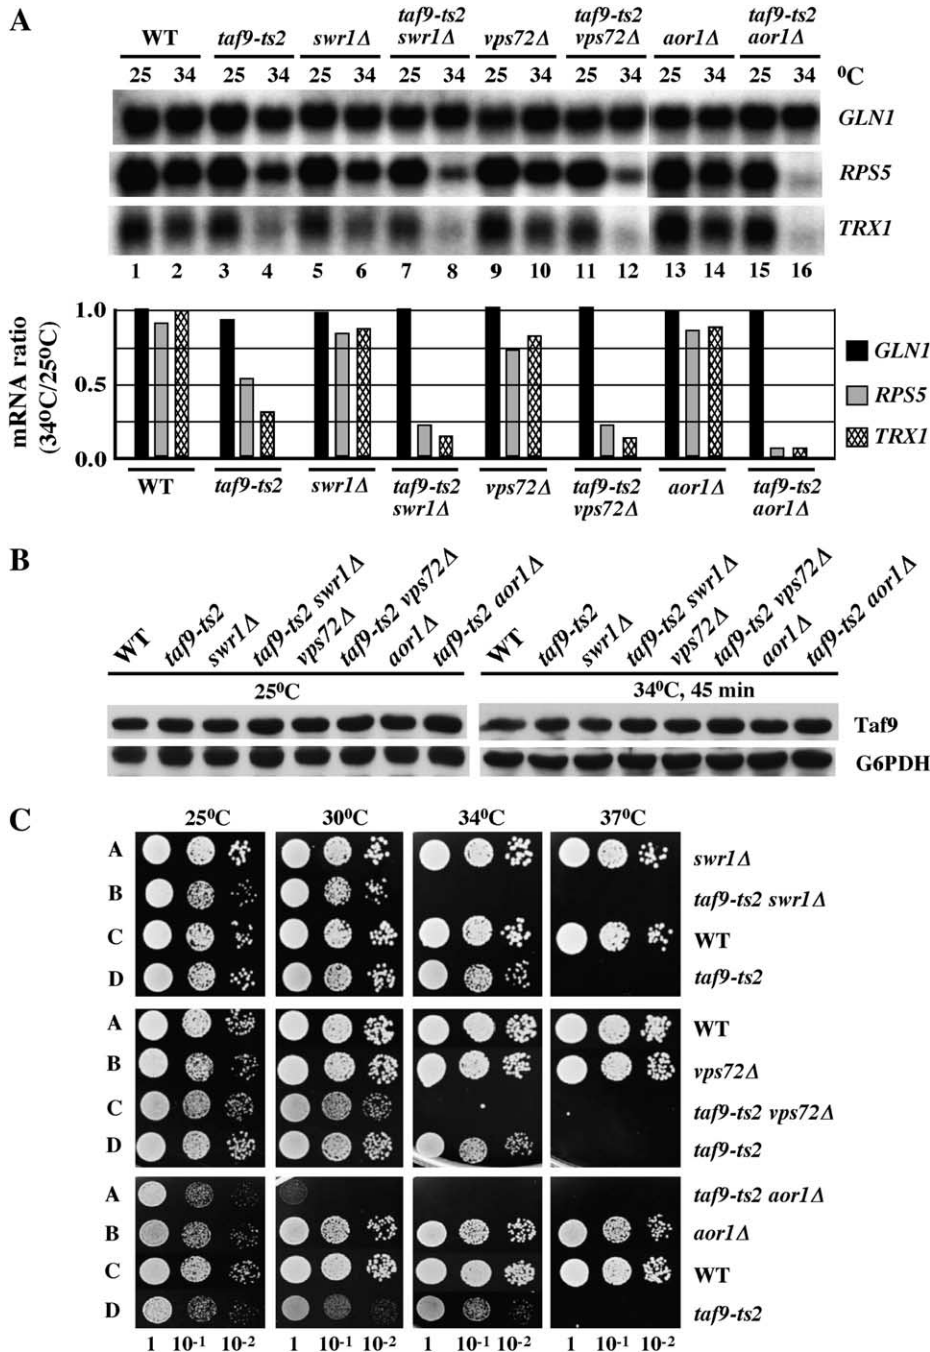 A
WT taf9-ts2 swr1Δ taf9-ts2 swr1Δ vps72Δ taf9-ts2 vps72Δ aor1Δ taf9-ts2 aor1Δ
25 34 25 34 25 34 25 34 25 34 25 34 25 34 25 34 ⁰C
GLN1
RPS5
TRX1
1 2 3 4 5 6 7 8 9 10 11 12 13 14 15 16
mRNA ratio
(34⁰C/25⁰C)
1.0
0.5
0.0
GLN1
RPS5
TRX1
WT taf9-ts2 swr1Δ taf9-ts2 swr1Δ vps72Δ taf9-ts2 vps72Δ aor1Δ taf9-ts2 aor1Δ
B
WT taf9-ts2 swr1Δ taf9-ts2 swr1Δ vps72Δ taf9-ts2 vps72Δ aor1Δ taf9-ts2 aor1Δ
WT taf9-ts2 swr1Δ taf9-ts2 swr1Δ vps72Δ taf9-ts2 vps72Δ aor1Δ taf9-ts2 aor1Δ
25⁰C 34⁰C, 45 min
Taf9
G6PDH
C
25⁰C 30⁰C 34⁰C 37⁰C
A swr1Δ
B taf9-ts2 swr1Δ
C WT
D taf9-ts2
A WT
B vps72Δ
C taf9-ts2 vps72Δ
D taf9-ts2
A taf9-ts2 aor1Δ
B aor1Δ
C WT
D taf9-ts2
1 10⁻¹ 10⁻² 1 10⁻¹ 10⁻² 1 10⁻¹ 10⁻² 1 10⁻¹ 10⁻²